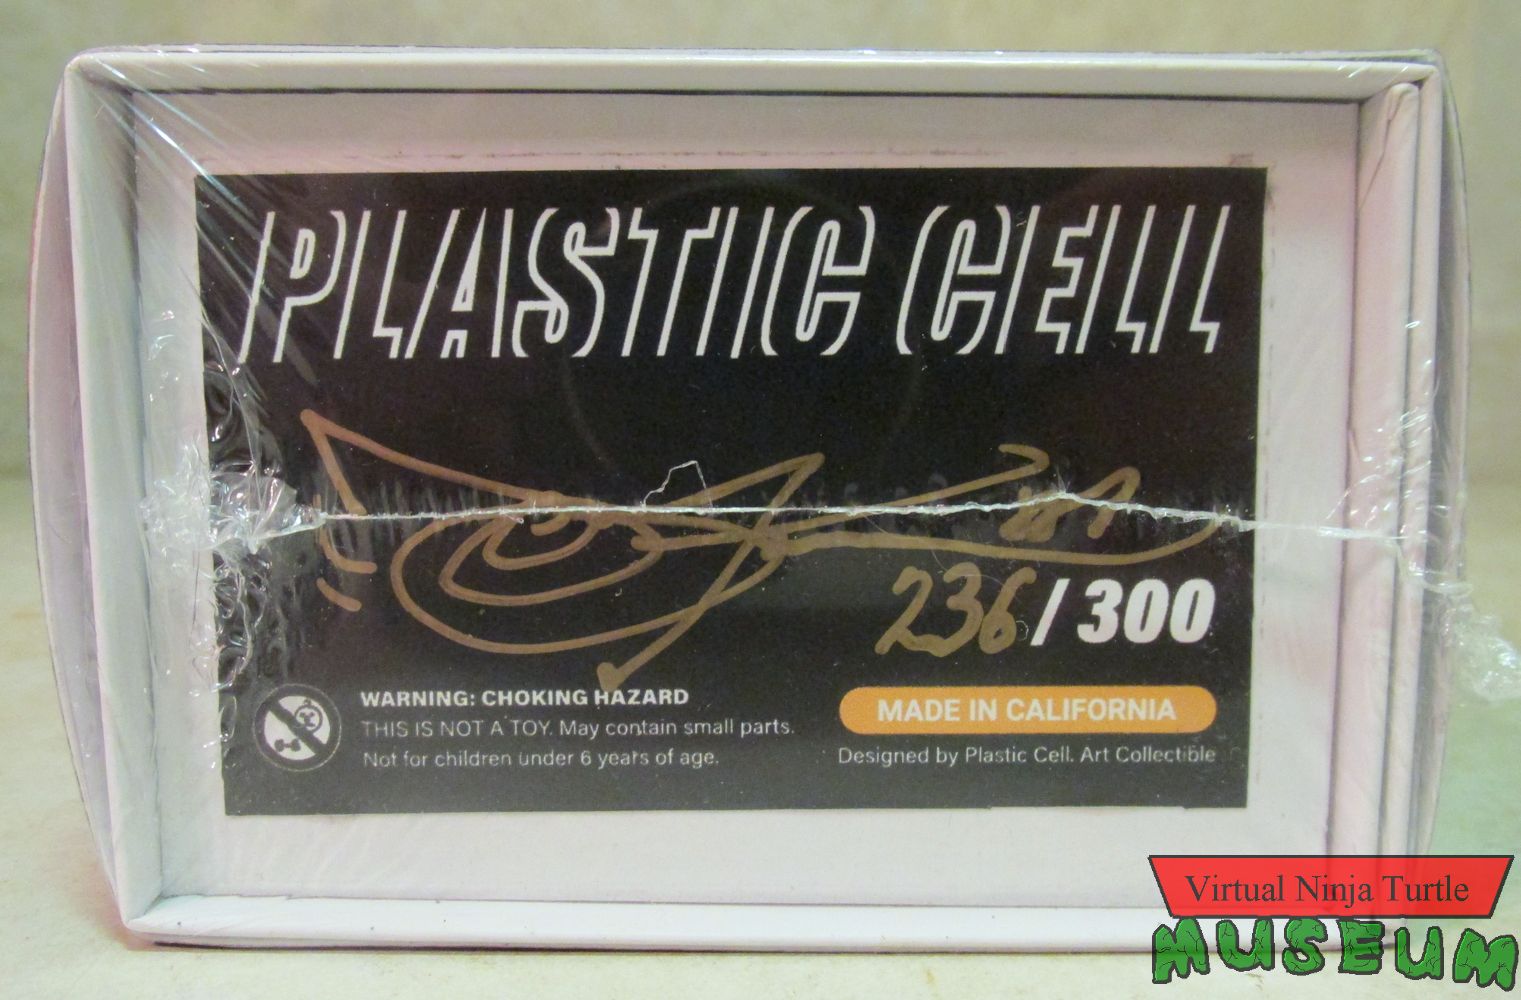 PLASTIC CELL
236/300
WARNING: CHOKING HAZARD
THIS IS NOT A TOY. May contain small parts.
Not for children under 6 years of age.
MADE IN CALIFORNIA
Designed by Plastic Cell. Art Collectible
Virtual Ninja Turtle
MUSEUM